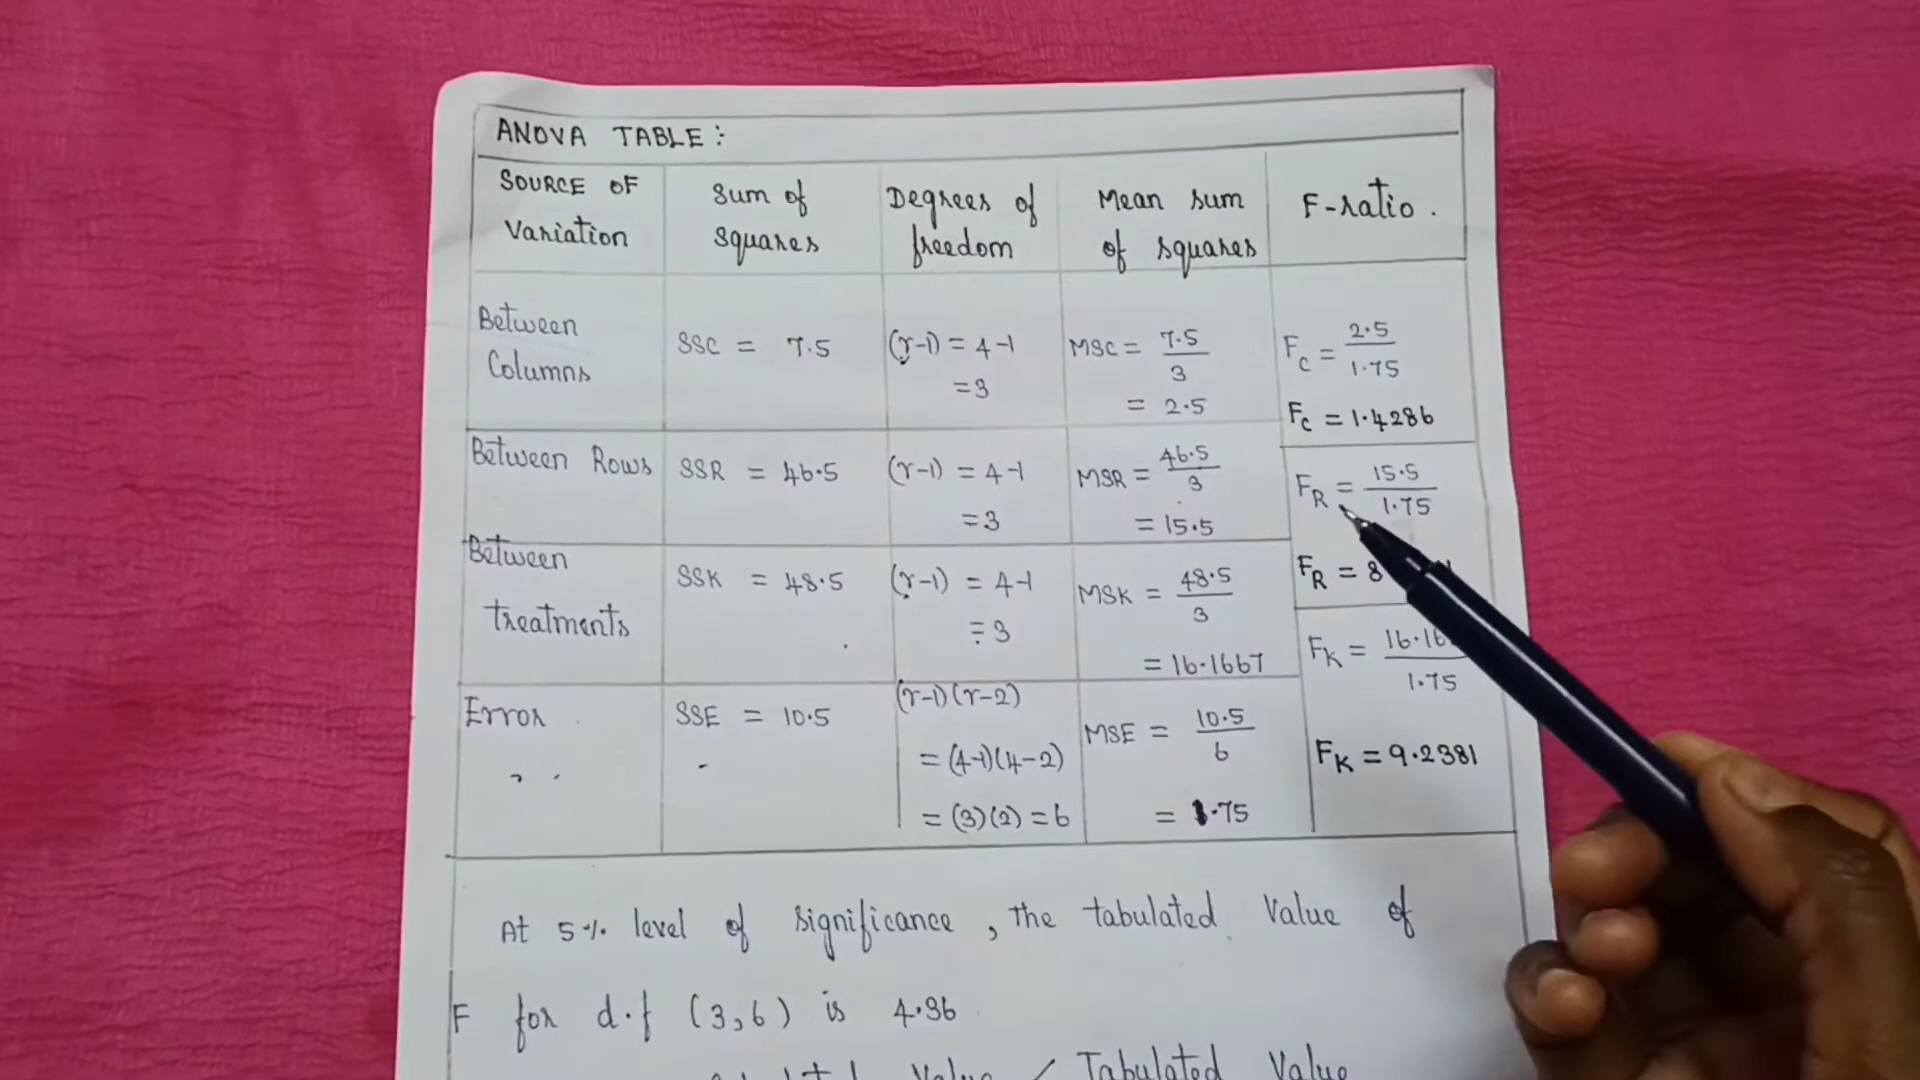 ANOVA TABLE :
SOURCE OF Variation
Sum of squares
Degrees of freedom
Mean sum of squares
F-ratio.
Between Columns
SSC = 7.5
(r-1) = 4-1
= 3
MSC = 7.5/3
= 2.5
Fc = 2.5/1.75
Fc = 1.4286
Between Rows
SSR = 46.5
(r-1) = 4-1
= 3
MSR = 46.5/3
= 15.5
FR = 15.5/1.75
FR = 8
Between treatments
SSK = 48.5
(r-1) = 4-1
= 3
MSK = 48.5/3
= 16.1667
FK = 16.16/1.75
FK = 9.2381
Error
SSE = 10.5
(r-1)(r-2)
= (4-1)(4-2)
= (3)(2) = 6
MSE = 10.5/6
= 1.75
At 5% level of significance, the tabulated value of
F for d.f (3,6) is 4.36
Value < Tabulated Value